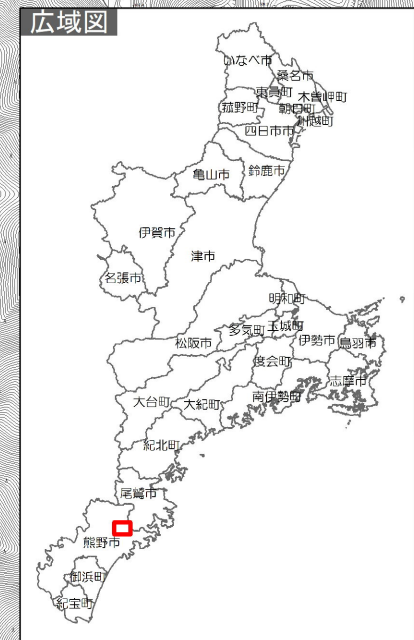 広域図
いなべ市
桑名市
東員町
木曽岬町
菰野町
朝日町
川越町
四日市市
亀山市
鈴鹿市
伊賀市
津市
名張市
明和町
多気町
玉城町
松阪市
伊勢市
鳥羽市
度会町
志摩市
大台町
大紀町
南伊勢町
紀北町
尾鷲市
熊野市
御浜町
紀宝町